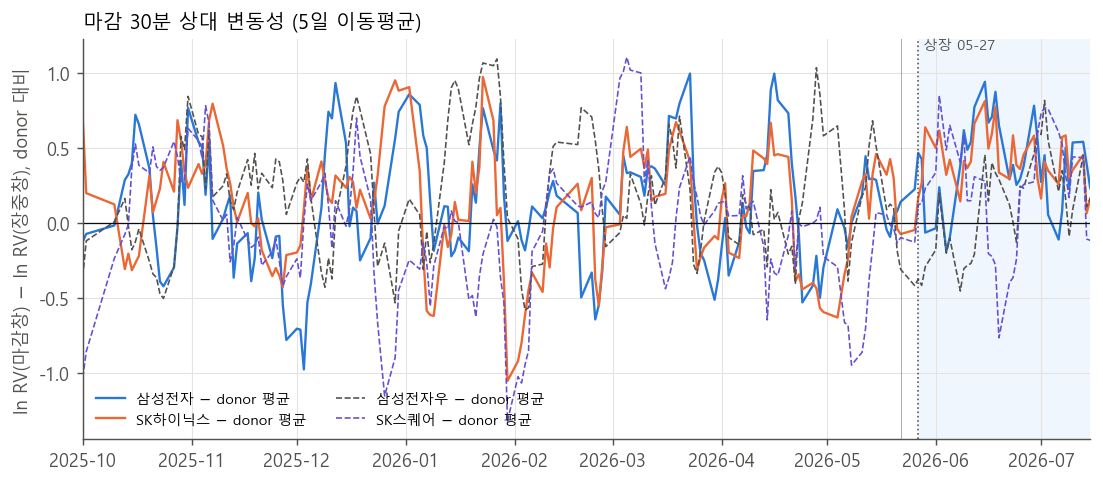 마감 30분 상대 변동성 (5일 이동평균)
상장 05-27
ln RV(마감창) − ln RV(장중창), donor 대비
1.0
0.5
0.0
-0.5
-1.0
삼성전자 − donor 평균
SK하이닉스 − donor 평균
삼성전자우 − donor 평균
SK스퀘어 − donor 평균
2025-10
2025-11
2025-12
2026-01
2026-02
2026-03
2026-04
2026-05
2026-06
2026-07